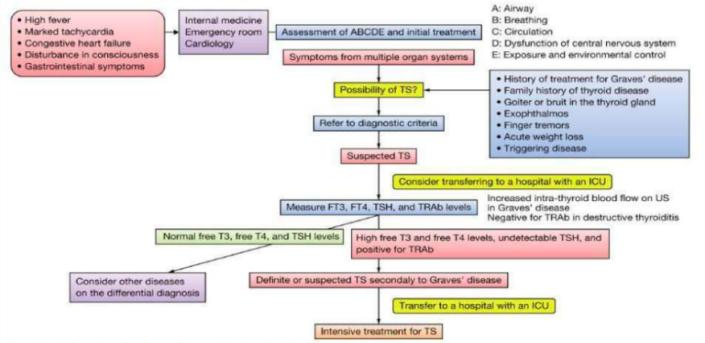 • High fever
• Marked tachycardia
• Congestive heart failure
• Disturbance in consciousness
• Gastrointestinal symptoms
Internal medicine
Emergency room
Cardiology
Assessment of ABCDE and initial treatment
A: Airway
B: Breathing
C: Circulation
D: Dysfunction of central nervous system
E: Exposure and environmental control
Symptoms from multiple organ systems
Possibility of TS?
• History of treatment for Graves' disease
• Family history of thyroid disease
• Goiter or bruit in the thyroid gland
• Exophthalmos
• Finger tremors
• Acute weight loss
• Triggering disease
Refer to diagnostic criteria
Suspected TS
Consider transferring to a hospital with an ICU
Measure FT3, FT4, TSH, and TRAb levels
Increased intra-thyroid blood flow on US
in Graves' disease
Negative for TRAb in destructive thyroiditis
Normal free T3, free T4, and TSH levels
High free T3 and free T4 levels, undetectable TSH, and
positive for TRAb
Consider other diseases
on the differential diagnosis
Definite or suspected TS secondaly to Graves' disease
Transfer to a hospital with an ICU
Intensive treatment for TS